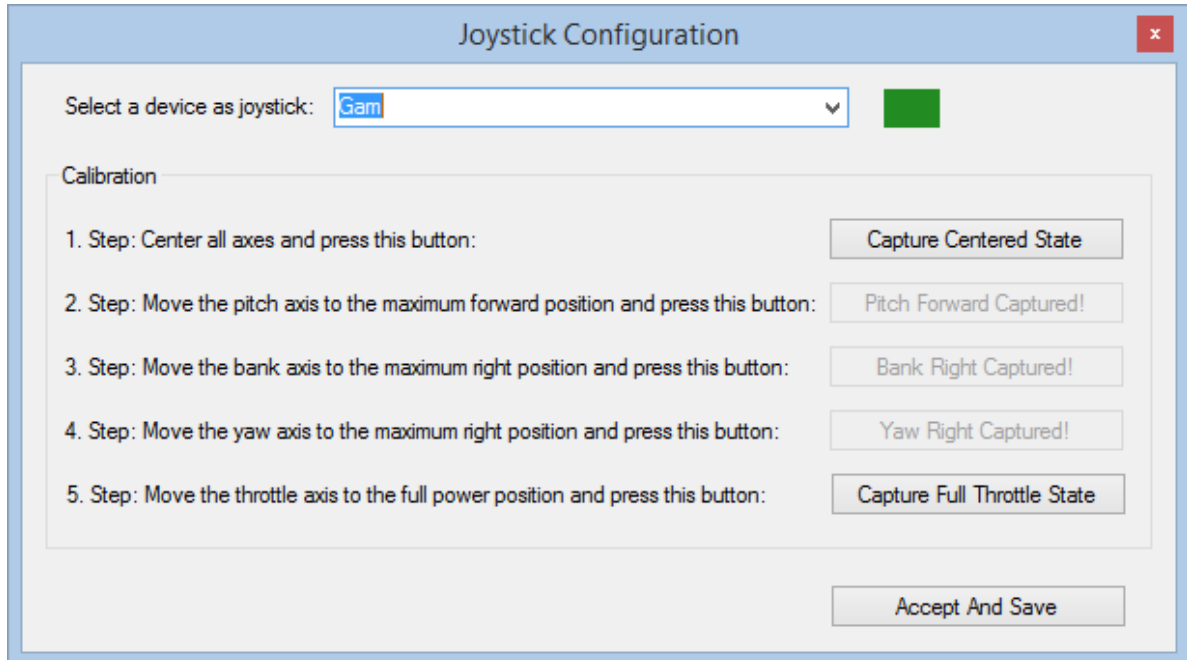 Joystick Configuration
x
Select a device as joystick: Gam
Calibration
1. Step: Center all axes and press this button: Capture Centered State
2. Step: Move the pitch axis to the maximum forward position and press this button: Pitch Forward Captured!
3. Step: Move the bank axis to the maximum right position and press this button: Bank Right Captured!
4. Step: Move the yaw axis to the maximum right position and press this button: Yaw Right Captured!
5. Step: Move the throttle axis to the full power position and press this button: Capture Full Throttle State
Accept And Save